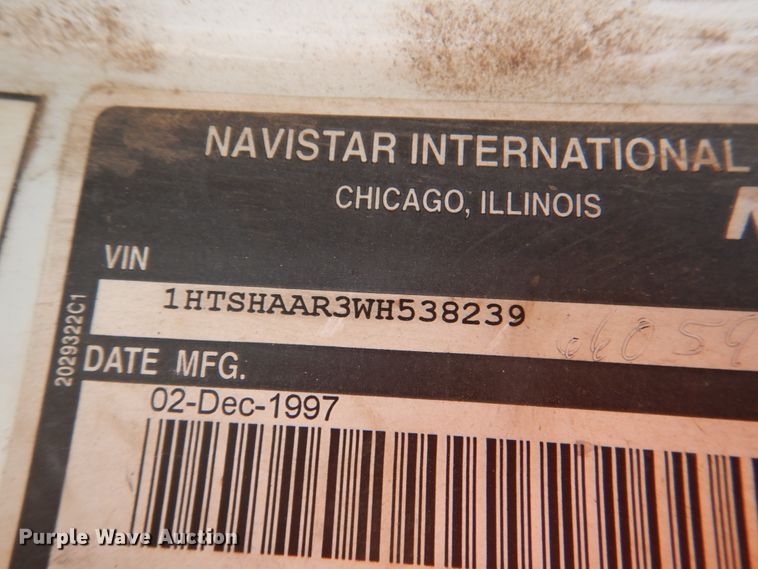 NAVISTAR INTERNATIONAL
CHICAGO, ILLINOIS
VIN
1HTSHAAR3WH538239
2029322C1
DATE MFG.
02-Dec-1997
Purple Wave Auction